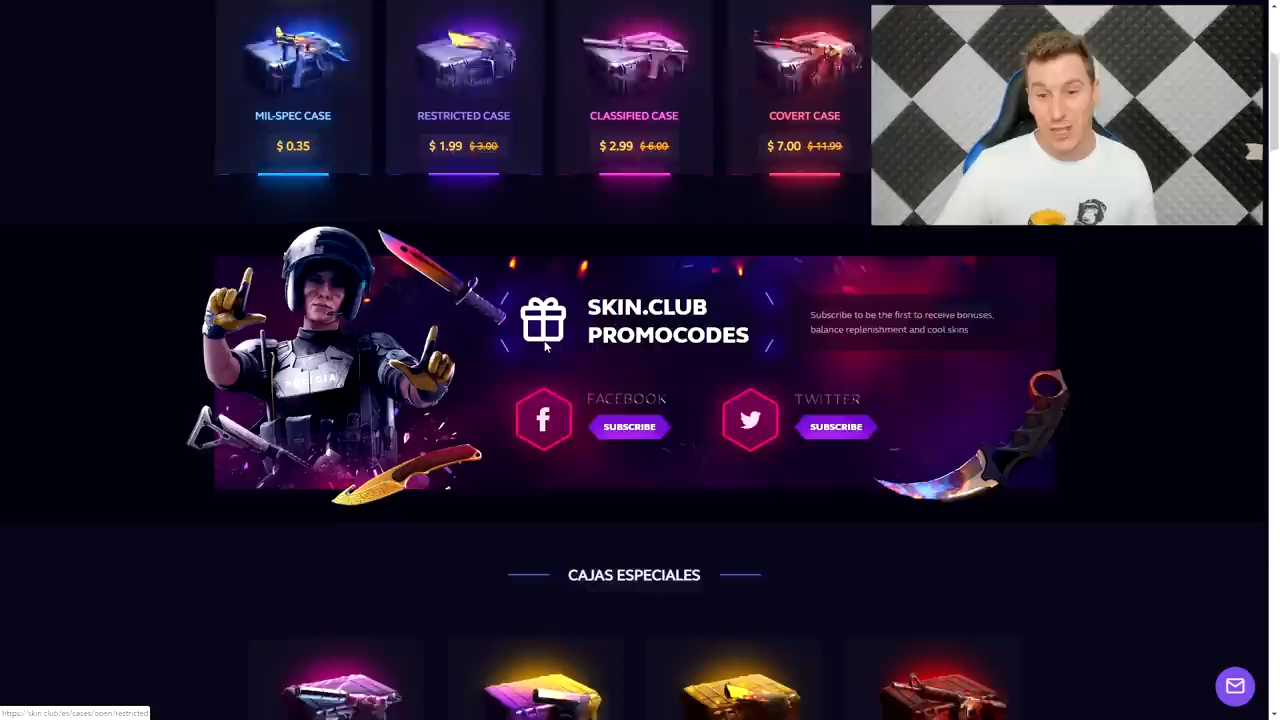 MIL-SPEC CASE
RESTRICTED CASE
CLASSIFIED CASE
COVERT CASE
$ 0.35
$ 1.99 $ 3.00
$ 2.99 $ 6.00
$ 7.00 $ 11.99
SKIN.CLUB
PROMOCODES
Subscribe to be the first to receive bonuses,
balance replenishment and cool skins
POLICIA
FACEBOOK
SUBSCRIBE
TWITTER
SUBSCRIBE
CAJAS ESPECIALES
https://skin.club/es/cases/open/restricted